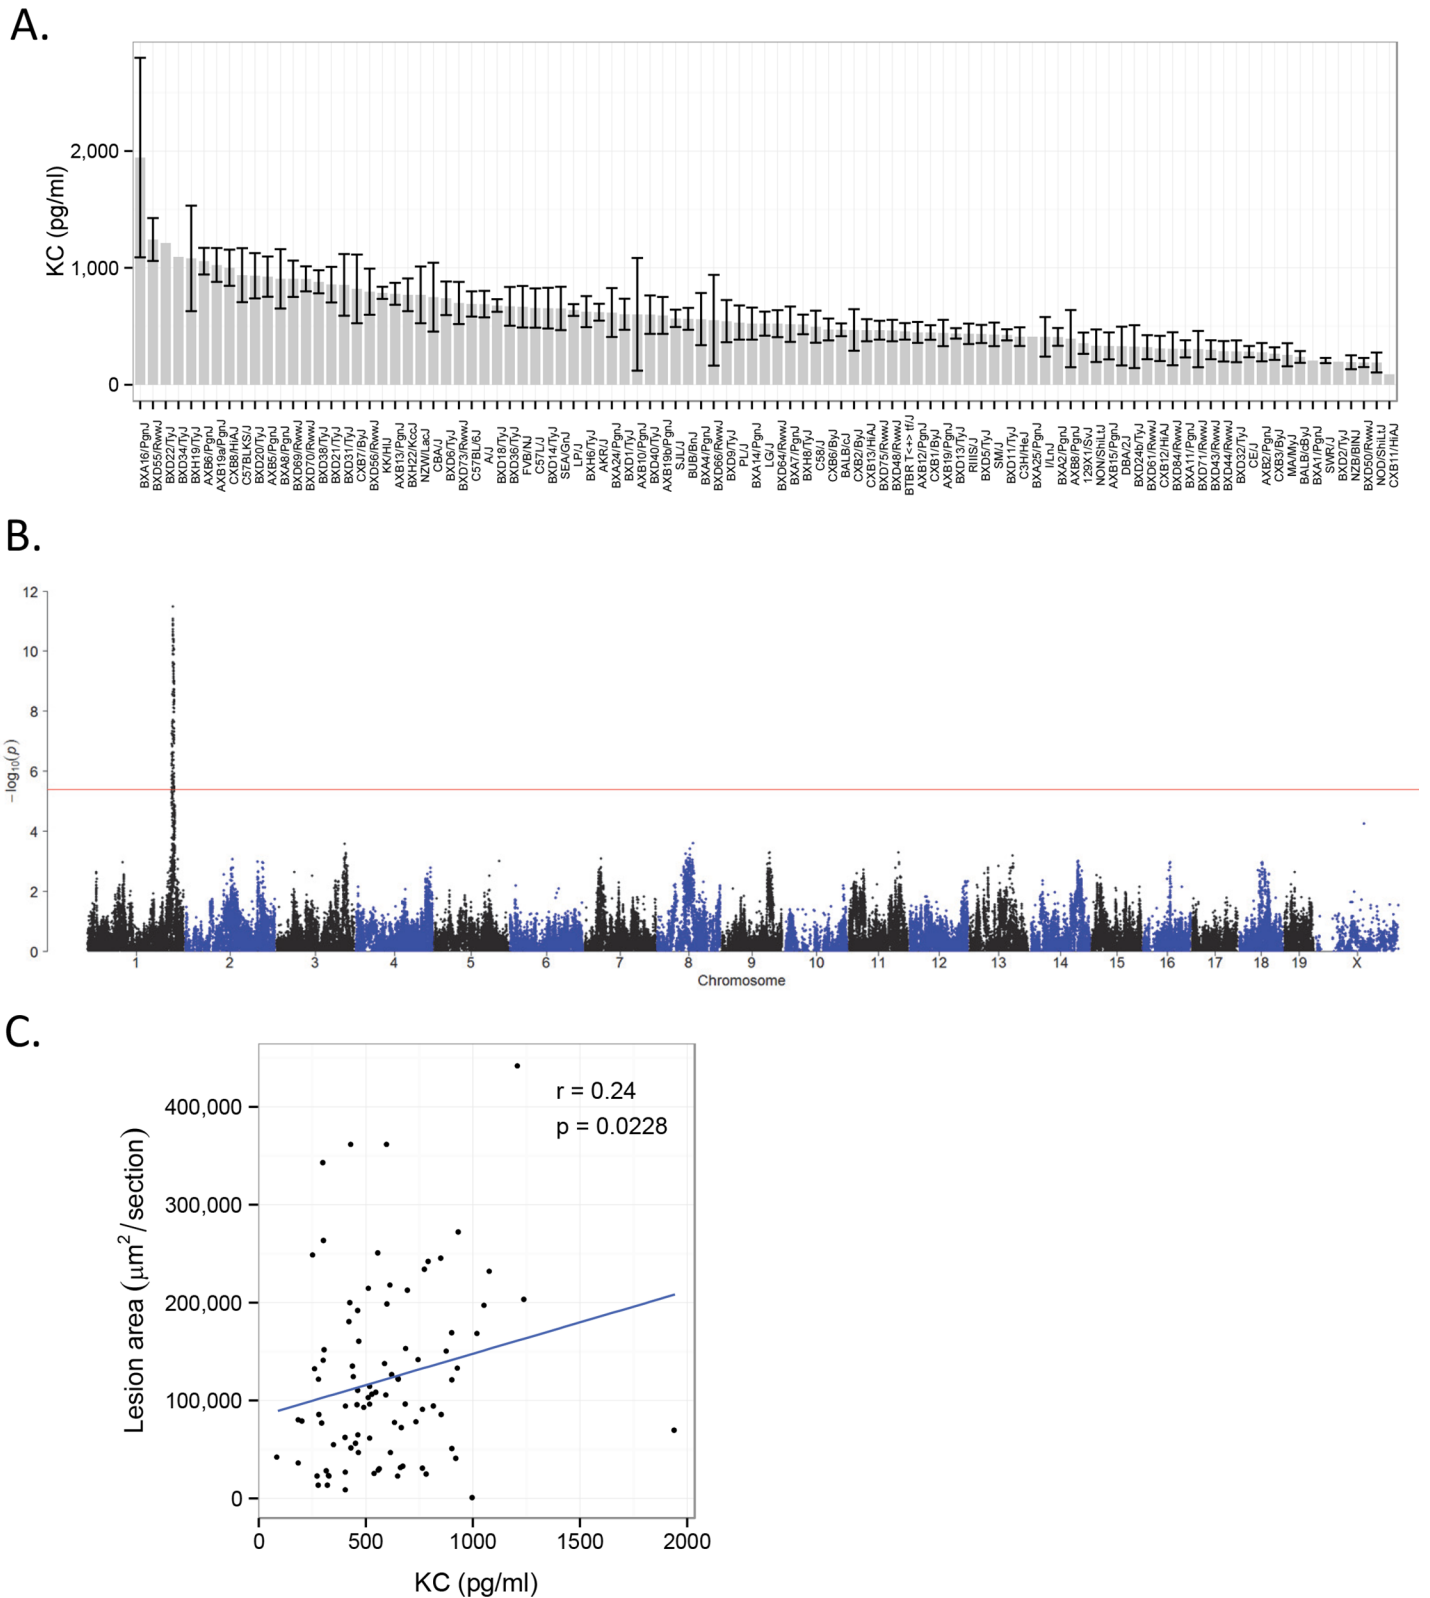 A.
KC (pg/ml)
2,000
1,000
0
BXA16/PgnJ
BXD55/RwwJ
BXD22/TyJ
BXD34/TyJ
BXH19/TyJ
AXB6/PgnJ
AXB19a/PgnJ
CXB8/HiAJ
C57BLKS/J
BXD20/TyJ
AXB5/PgnJ
BXA8/PgnJ
BXD69/RwwJ
BXD70/RwwJ
BXD38/TyJ
BXD21/TyJ
BXD31/TyJ
CXB7/ByJ
BXD56/RwwJ
KK/HlJ
AXB13/PgnJ
BXH22/KccJ
NZW/LacJ
CBA/J
BXD6/TyJ
BXD73/RwwJ
C57BL/6J
A/J
BXD18/TyJ
BXD36/TyJ
FVB/NJ
C57L/J
BXD14/TyJ
SEA/GnJ
LP/J
BXH6/TyJ
AKR/J
BXA24/PgnJ
BXD1/TyJ
AXB10/PgnJ
BXD40/TyJ
AXB19b/PgnJ
SJL/J
BUB/BnJ
BXA4/PgnJ
BXD66/RwwJ
BXD9/TyJ
PL/J
BXA14/PgnJ
LG/J
BXD64/RwwJ
BXA7/PgnJ
BXH8/TyJ
C58/J
CXB6/ByJ
BALB/cJ
CXB2/ByJ
CXB13/HiAJ
BXD75/RwwJ
BXD48/RwwJ
BTBR T<+> tf/J
AXB12/PgnJ
CXB1/ByJ
AXB19/PgnJ
BXD13/TyJ
RIIIS/J
BXD5/TyJ
SM/J
BXD11/TyJ
C3H/HeJ
BXA25/PgnJ
I/LnJ
BXA2/PgnJ
AXB8/PgnJ
129X1/SvJ
NON/ShiLtJ
AXB15/PgnJ
DBA/2J
BXD24b/TyJ
BXD61/RwwJ
CXB12/HiAJ
BXD84/RwwJ
BXA11/PgnJ
BXD71/RwwJ
BXD43/RwwJ
BXD44/RwwJ
BXD32/TyJ
CE/J
AXB2/PgnJ
CXB3/ByJ
MA/MyJ
BALB/cByJ
BXA1/PgnJ
SWR/J
BXD2/TyJ
NZB/BlNJ
BXD50/RwwJ
NOD/ShiLtJ
CXB11/HiAJ
B.
−log10(p)
12
10
8
6
4
2
0
1 2 3 4 5 6 7 8 9 10 11 12 13 14 15 16 17 18 19 X
Chromosome
C.
Lesion area (μm²/section)
400,000
300,000
200,000
100,000
0
r = 0.24
p = 0.0228
0 500 1000 1500 2000
KC (pg/ml)